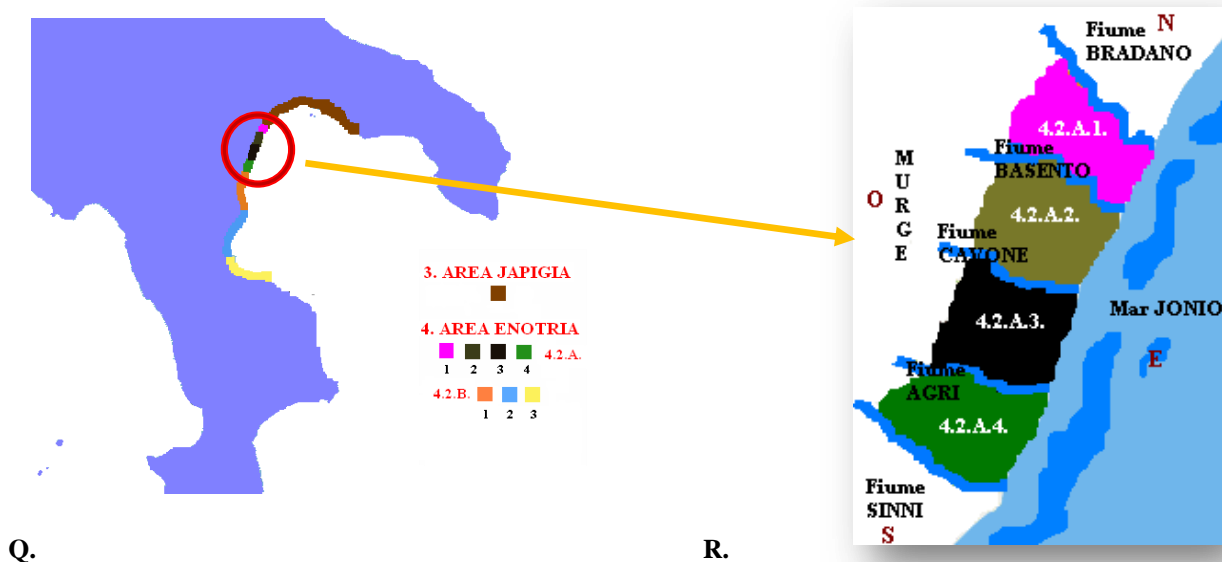 3. AREA JAPIGIA
4. AREA ENOTRIA
4.2.A.
1 2 3 4
4.2.B.
1 2 3
Q.
Fiume N
BRADANO
4.2.A.1.
Fiume
BASENTO
M
U
R
G
E
O
4.2.A.2.
Fiume
CAVONE
Mar JONIO
4.2.A.3.
E
Fiume
AGRI
4.2.A.4.
Fiume
SINNI
S
R.